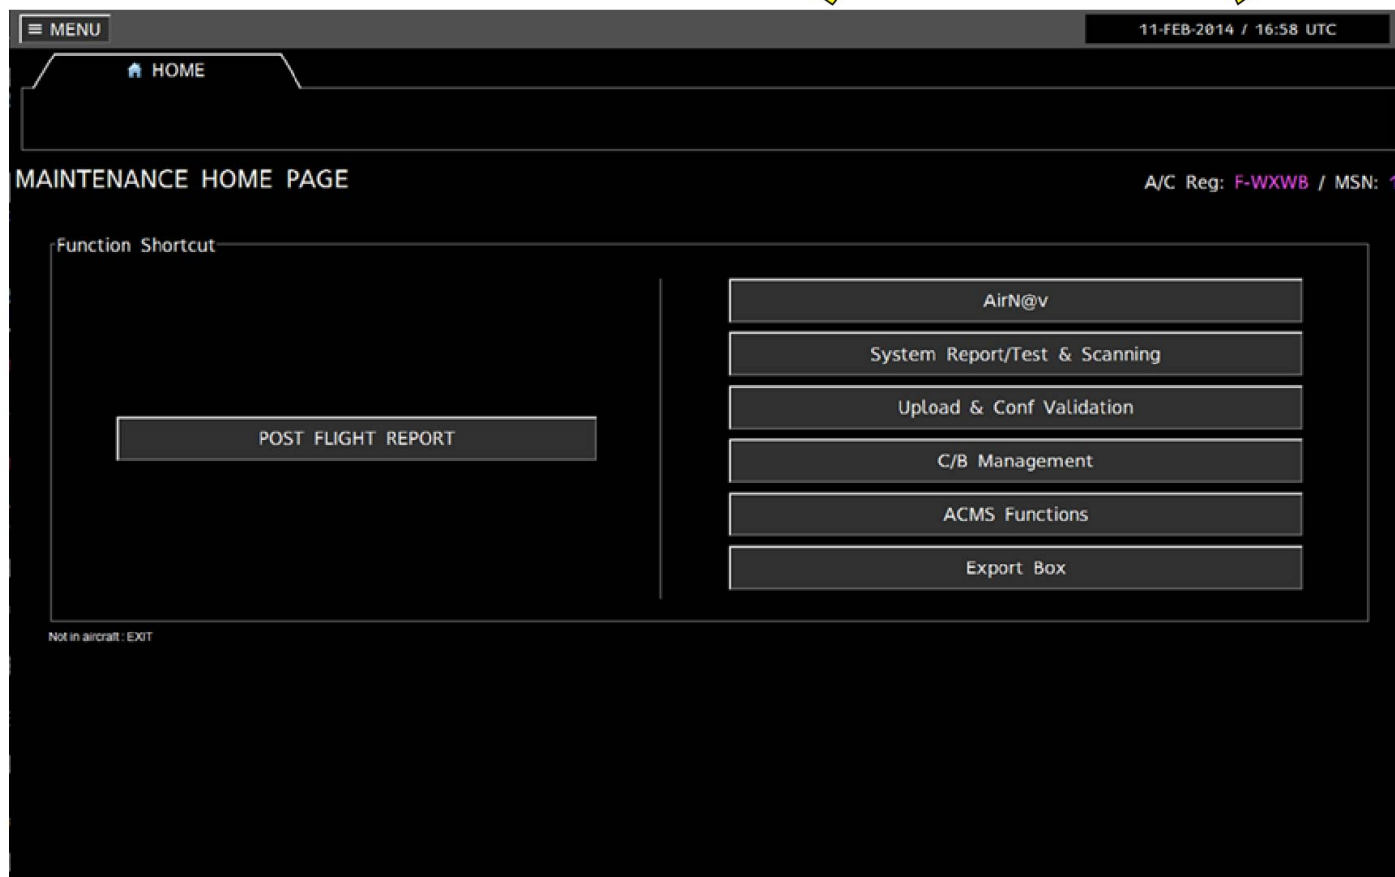 ≡ MENU
11-FEB-2014 / 16:58 UTC
HOME
MAINTENANCE HOME PAGE
A/C Reg: F-WXWB / MSN:
Function Shortcut
POST FLIGHT REPORT
AirN@v
System Report/Test & Scanning
Upload & Conf Validation
C/B Management
ACMS Functions
Export Box
Not in aircraft : EXIT